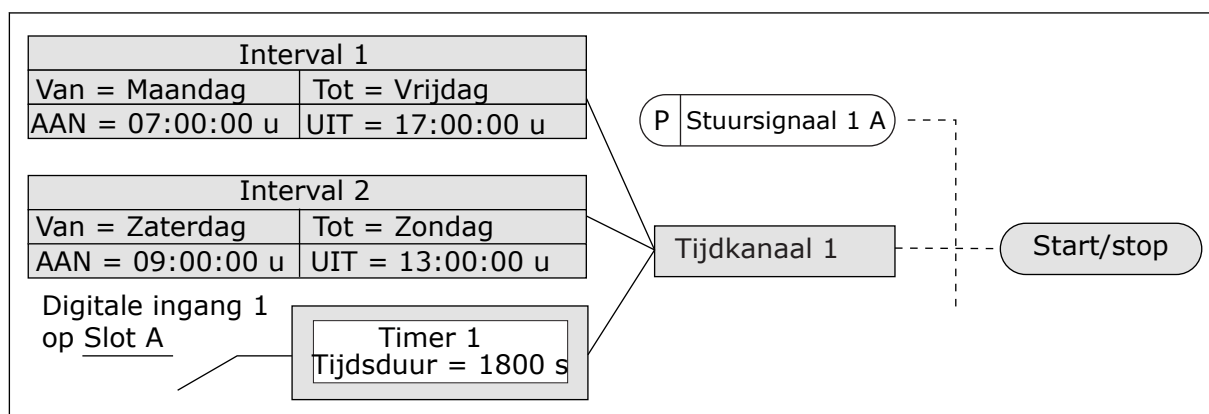 Interval 1
Van = Maandag Tot = Vrijdag
AAN = 07:00:00 u UIT = 17:00:00 u
P Stuursignaal 1 A
Interval 2
Van = Zaterdag Tot = Zondag
AAN = 09:00:00 u UIT = 13:00:00 u
Tijdkanaal 1
Start/stop
Digitale ingang 1
op Slot A
Timer 1
Tijdsduur = 1800 s